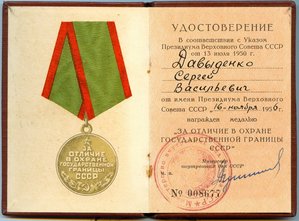 ЗА
ОТЛИЧИЕ
В ОХРАНЕ
ГОСУДАРСТВЕННОЙ
ГРАНИЦЫ
СССР
УДОСТОВЕРЕНИЕ
В соответствии с Указом
Президиума Верховного Совета СССР
от 13 июля 1950 г.
Давыденко
Сергей
Васильевич
от имени Президиума Верховного
Совета СССР 16 ноября 1956.
награжден медалью
„ЗА ОТЛИЧИЕ В ОХРАНЕ
ГОСУДАРСТВЕННОЙ ГРАНИЦЫ
СССР“
№ 008677